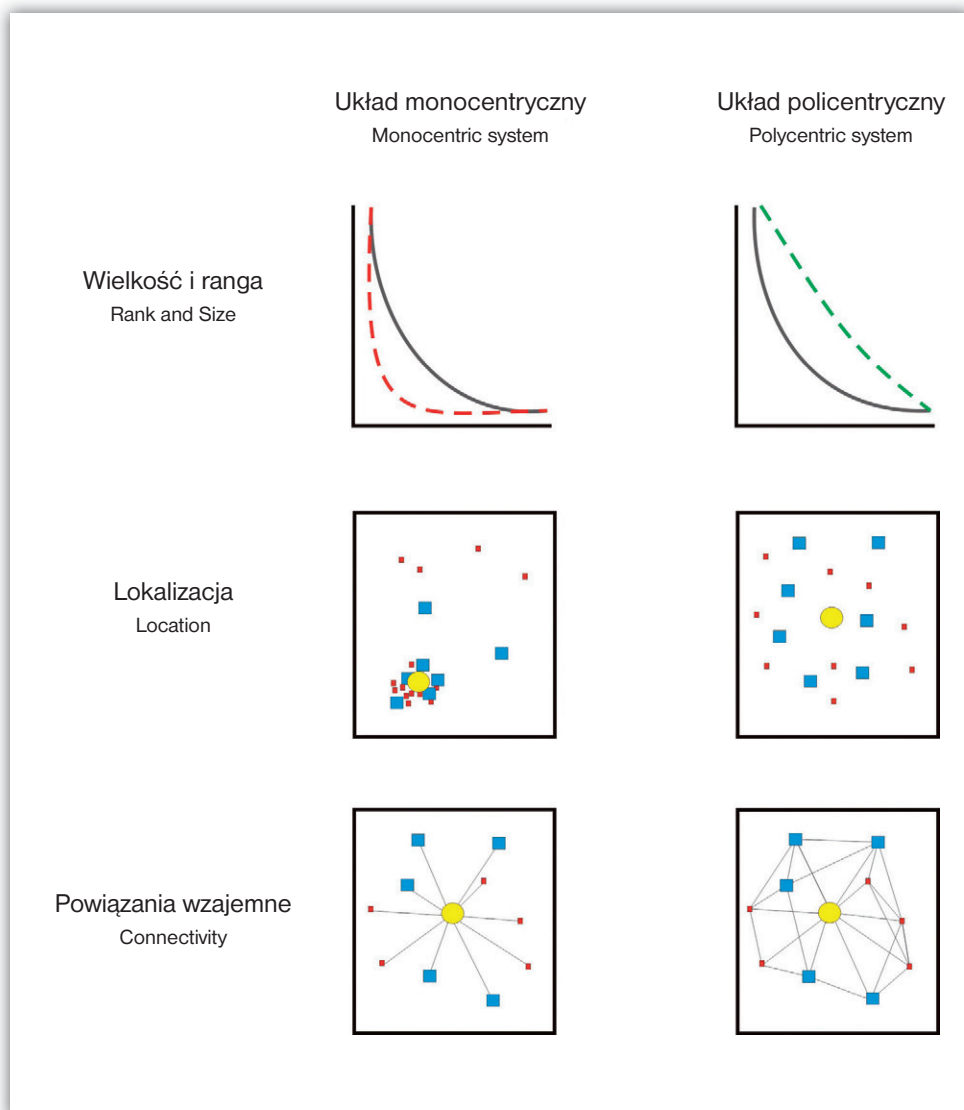 Układ monocentryczny
Monocentric system
Układ policentryczny
Polycentric system
Wielkość i ranga
Rank and Size
Lokalizacja
Location
Powiązania wzajemne
Connectivity